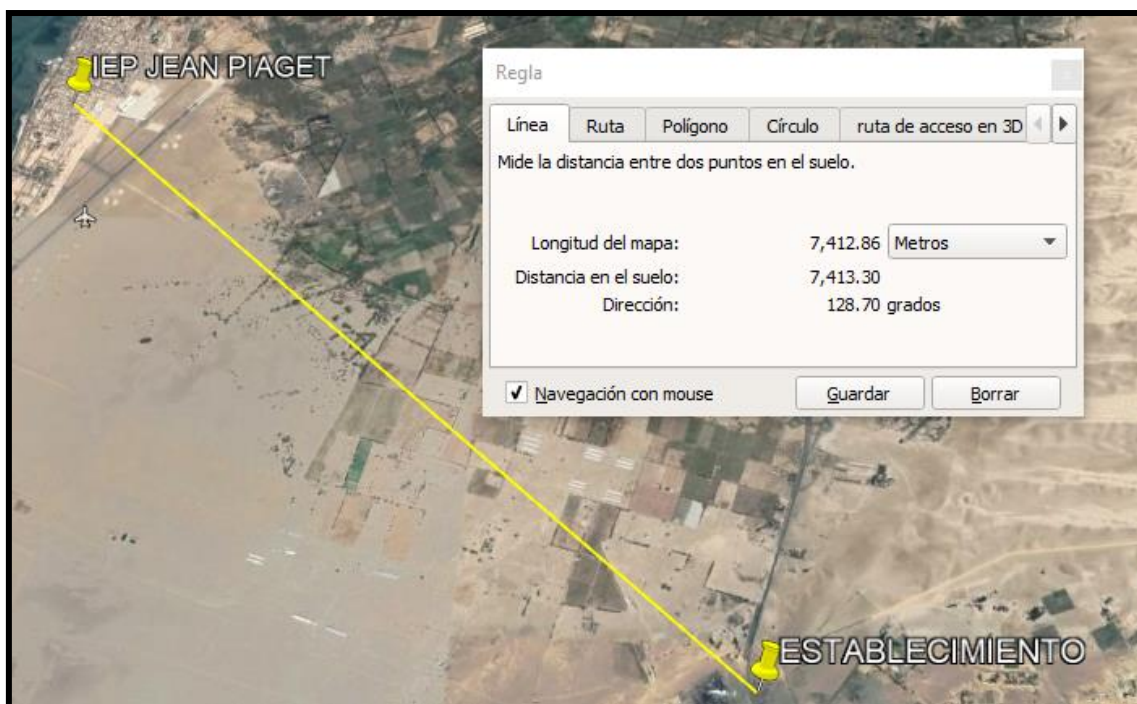 IEP JEAN PIAGET
Regla
Línea Ruta Polígono Círculo ruta de acceso en 3D
Mide la distancia entre dos puntos en el suelo.
Longitud del mapa: 7,412.86 Metros
Distancia en el suelo: 7,413.30
Dirección: 128.70 grados
Navegación con mouse Guardar Borrar
ESTABLECIMIENTO